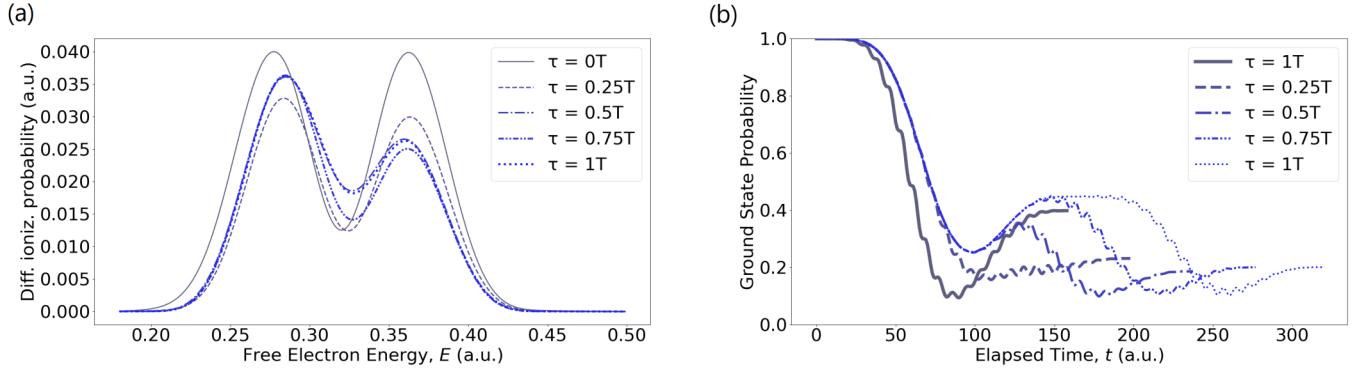 (a)
Diff. ioniz. probability (a.u.)
0.040
0.035
0.030
0.025
0.020
0.015
0.010
0.005
0.000
0.20 0.25 0.30 0.35 0.40 0.45 0.50
Free Electron Energy, E (a.u.)
τ = 0T
τ = 0.25T
τ = 0.5T
τ = 0.75T
τ = 1T
(b)
Ground State Probability
1.0
0.8
0.6
0.4
0.2
0.0
0 50 100 150 200 250 300
Elapsed Time, t (a.u.)
τ = 1T
τ = 0.25T
τ = 0.5T
τ = 0.75T
τ = 1T